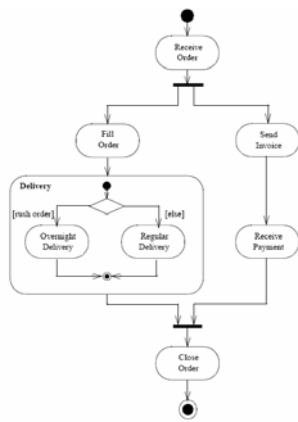 Receive
Order
Fill
Order
Send
Invoice
Delivery
[rush order]
[else]
Overnight
Delivery
Regular
Delivery
Receive
Payment
Close
Order